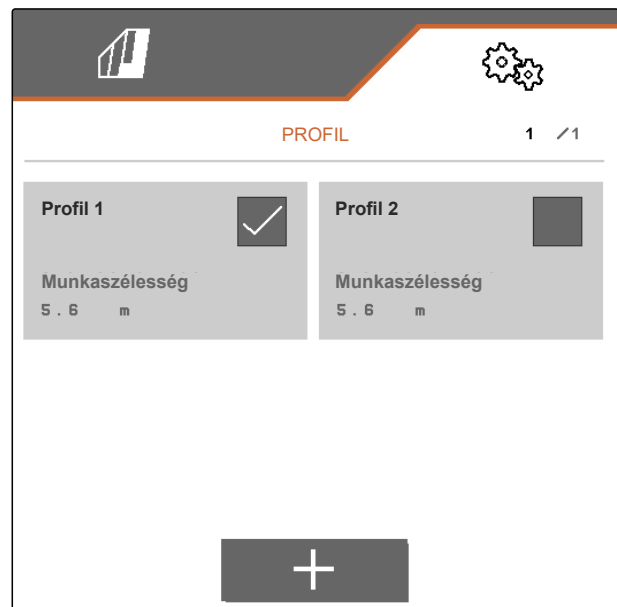 PROFIL 1 /1
Profil 1 Profil 2
Munkaszélesség Munkaszélesség
5.6 m 5.6 m
+